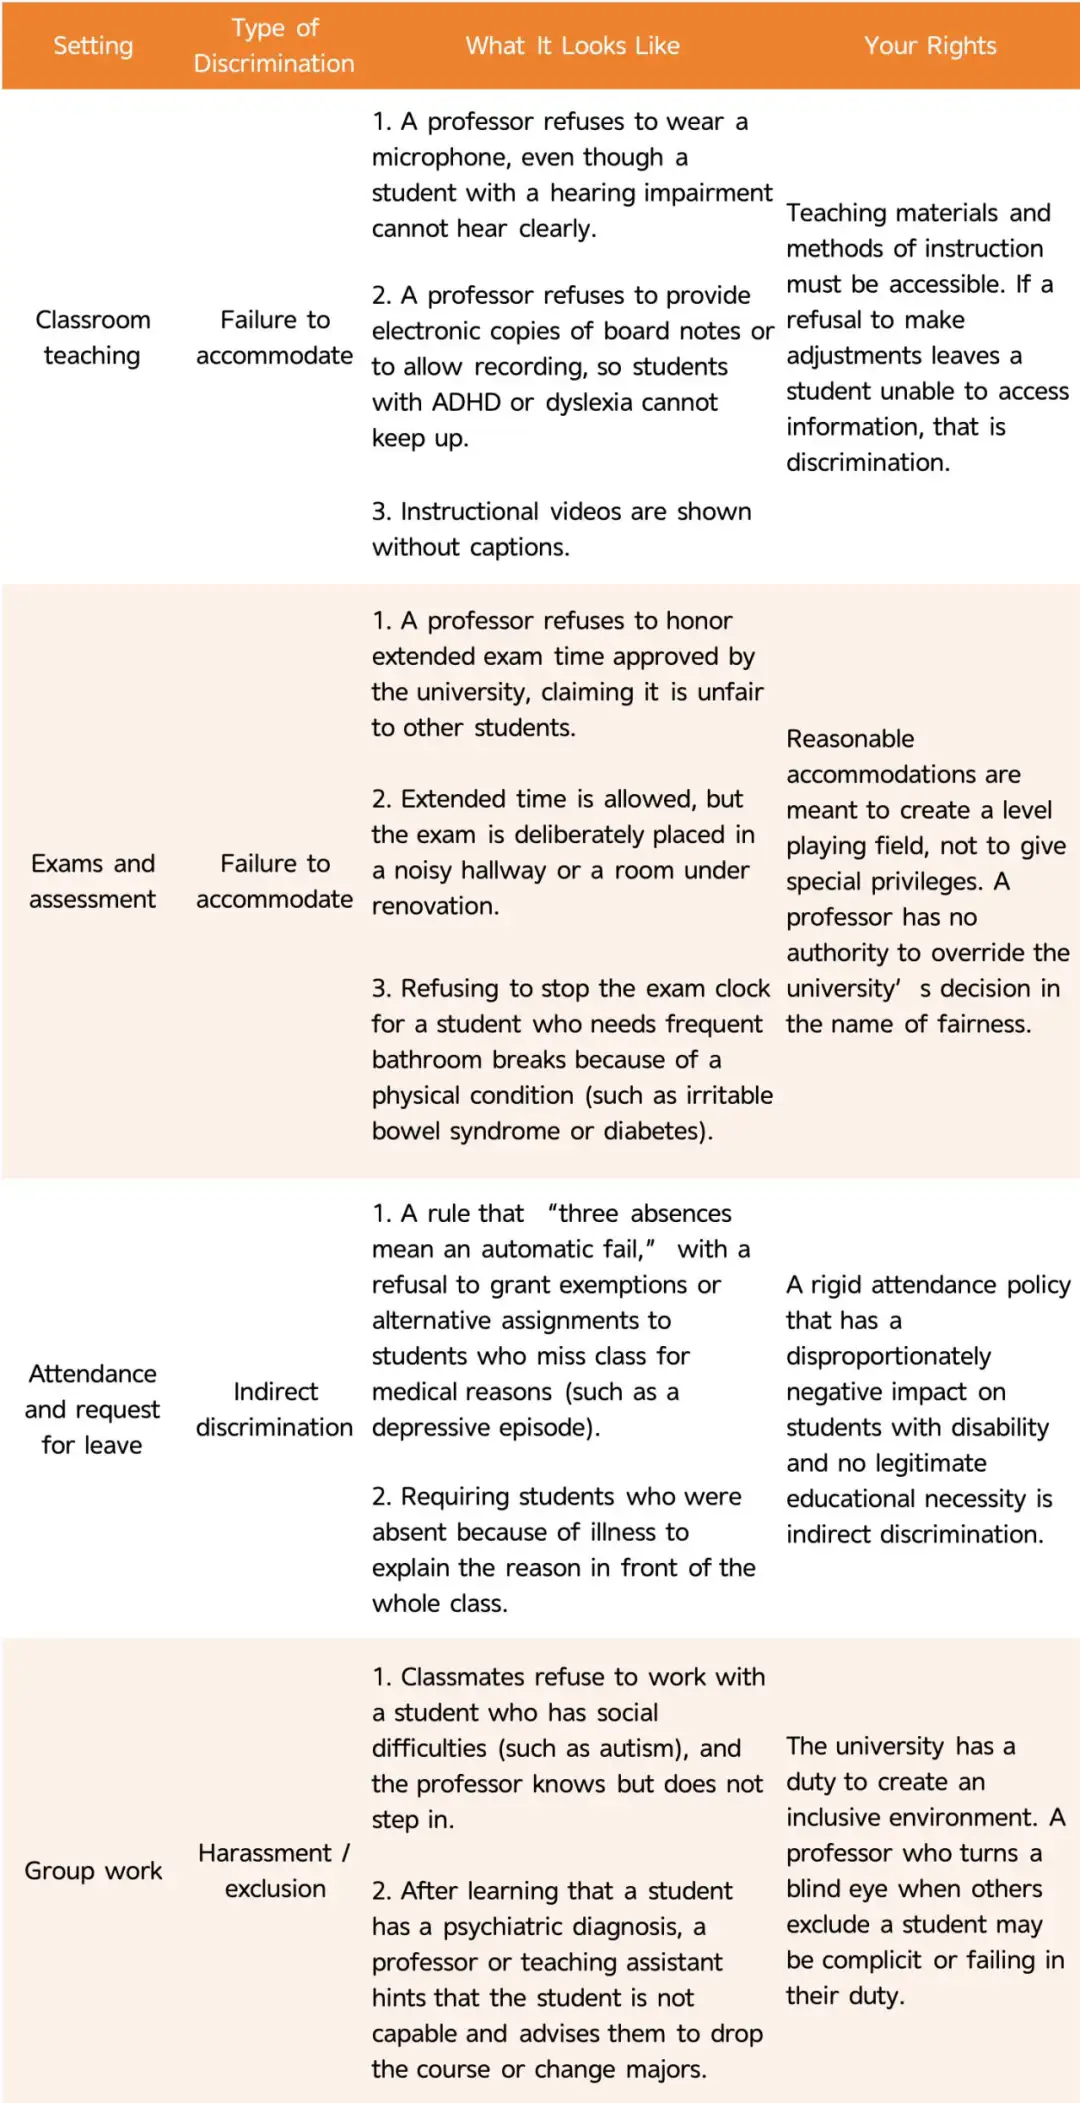 Setting
Type of
Discrimination
What It Looks Like
Your Rights
Classroom
teaching
Failure to
accommodate
1. A professor refuses to wear a
microphone, even though a
student with a hearing impairment
cannot hear clearly.
2. A professor refuses to provide
electronic copies of board notes or
to allow recording, so students
with ADHD or dyslexia cannot
keep up.
3. Instructional videos are shown
without captions.
Teaching materials and
methods of instruction
must be accessible. If a
refusal to make
adjustments leaves a
student unable to access
information, that is
discrimination.
Exams and
assessment
Failure to
accommodate
1. A professor refuses to honor
extended exam time approved by
the university, claiming it is unfair
to other students.
2. Extended time is allowed, but
the exam is deliberately placed in
a noisy hallway or a room under
renovation.
3. Refusing to stop the exam clock
for a student who needs frequent
bathroom breaks because of a
physical condition (such as irritable
bowel syndrome or diabetes).
Reasonable
accommodations are
meant to create a level
playing field, not to give
special privileges. A
professor has no
authority to override the
university’s decision in
the name of fairness.
Attendance
and request
for leave
Indirect
discrimination
1. A rule that “three absences
mean an automatic fail,” with a
refusal to grant exemptions or
alternative assignments to
students who miss class for
medical reasons (such as a
depressive episode).
2. Requiring students who were
absent because of illness to
explain the reason in front of the
whole class.
A rigid attendance policy
that has a
disproportionately
negative impact on
students with disability
and no legitimate
educational necessity is
indirect discrimination.
Group work
Harassment /
exclusion
1. Classmates refuse to work with
a student who has social
difficulties (such as autism), and
the professor knows but does not
step in.
2. After learning that a student
has a psychiatric diagnosis, a
professor or teaching assistant
hints that the student is not
capable and advises them to drop
the course or change majors.
The university has a
duty to create an
inclusive environment. A
professor who turns a
blind eye when others
exclude a student may
be complicit or failing in
their duty.